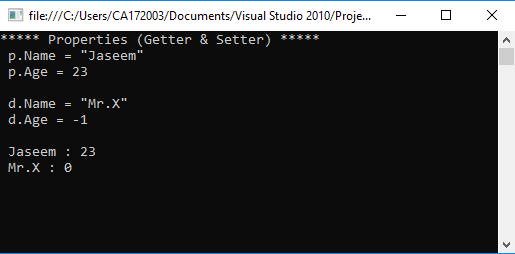 file:///C:/Users/CA172003/Documents/Visual Studio 2010/Proje...
***** Properties (Getter & Setter) *****
p.Name = "Jaseem"
p.Age = 23
d.Name = "Mr.X"
d.Age = -1
Jaseem : 23
Mr.X : 0